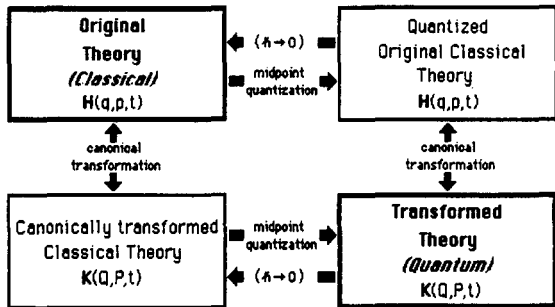 Original
Theory
(Classical)
H(q,p,t)
(ℏ→0)
midpoint
quantization
Quantized
Original Classical
Theory
H(q,p,t)
canonical
transformation
canonical
transformation
Canonically transformed
Classical Theory
K(Q,P,t)
midpoint
quantization
(ℏ→0)
Transformed
Theory
(Quantum)
K(Q,P,t)